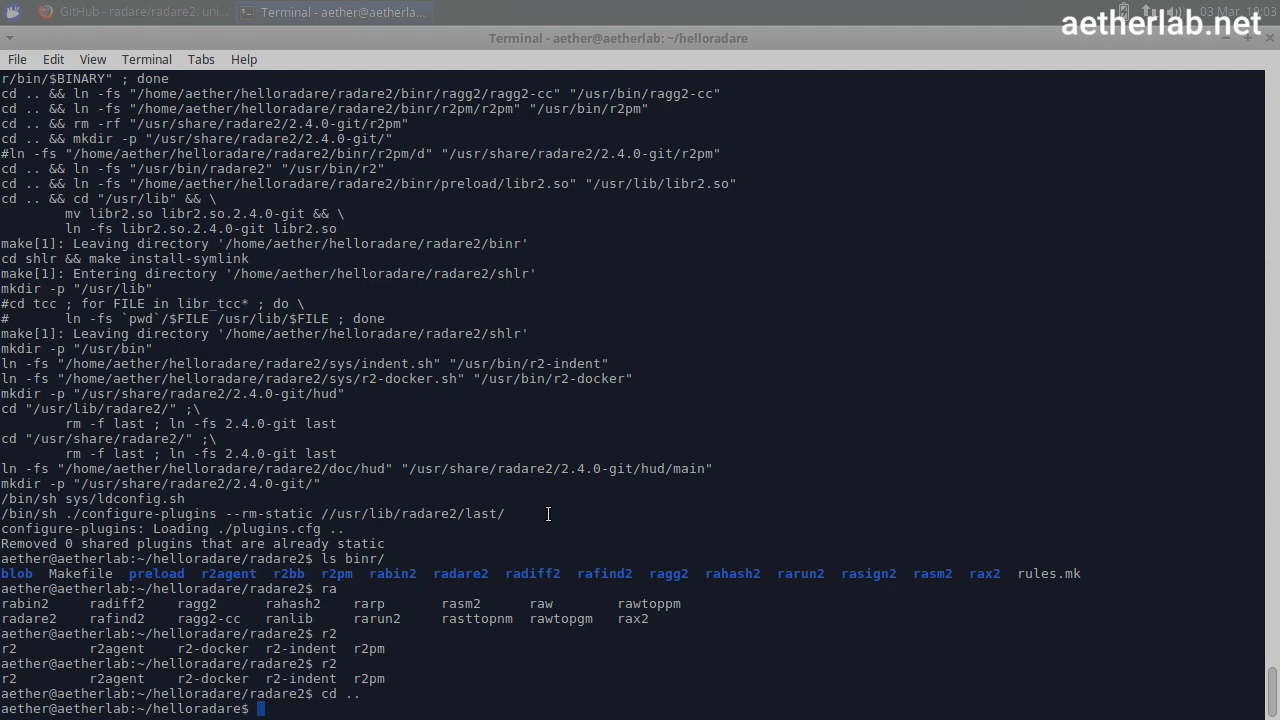 GitHub - radare/radare2: uni...
Terminal - aether@aetherla...
03 Mar, 19:03
aetherlab.net
Terminal - aether@aetherlab: ~/helloradare
File Edit View Terminal Tabs Help
r/bin/$BINARY" ; done
cd .. && ln -fs "/home/aether/helloradare/radare2/binr/ragg2/ragg2-cc" "/usr/bin/ragg2-cc"
cd .. && ln -fs "/home/aether/helloradare/radare2/binr/r2pm/r2pm" "/usr/bin/r2pm"
cd .. && rm -rf "/usr/share/radare2/2.4.0-git/r2pm"
cd .. && mkdir -p "/usr/share/radare2/2.4.0-git/"
#ln -fs "/home/aether/helloradare/radare2/binr/r2pm/d" "/usr/share/radare2/2.4.0-git/r2pm"
cd .. && ln -fs "/usr/bin/radare2" "/usr/bin/r2"
cd .. && ln -fs "/home/aether/helloradare/radare2/binr/preload/libr2.so" "/usr/lib/libr2.so"
cd .. && cd "/usr/lib" && \
        mv libr2.so libr2.so.2.4.0-git && \
        ln -fs libr2.so.2.4.0-git libr2.so
make[1]: Leaving directory '/home/aether/helloradare/radare2/binr'
cd shlr && make install-symlink
make[1]: Entering directory '/home/aether/helloradare/radare2/shlr'
mkdir -p "/usr/lib"
#cd tcc ; for FILE in libr_tcc* ; do \
#       ln -fs `pwd`/$FILE /usr/lib/$FILE ; done
make[1]: Leaving directory '/home/aether/helloradare/radare2/shlr'
mkdir -p "/usr/bin"
ln -fs "/home/aether/helloradare/radare2/sys/indent.sh" "/usr/bin/r2-indent"
ln -fs "/home/aether/helloradare/radare2/sys/r2-docker.sh" "/usr/bin/r2-docker"
mkdir -p "/usr/share/radare2/2.4.0-git/hud"
cd "/usr/lib/radare2/" ;\
        rm -f last ; ln -fs 2.4.0-git last
cd "/usr/share/radare2/" ;\
        rm -f last ; ln -fs 2.4.0-git last
ln -fs "/home/aether/helloradare/radare2/doc/hud" "/usr/share/radare2/2.4.0-git/hud/main"
mkdir -p "/usr/share/radare2/2.4.0-git/"
/bin/sh sys/ldconfig.sh
/bin/sh ./configure-plugins --rm-static //usr/lib/radare2/last/
configure-plugins: Loading ./plugins.cfg ..
Removed 0 shared plugins that are already static
aether@aetherlab:~/helloradare/radare2$ ls binr/
blob  Makefile  preload  r2agent  r2bb  r2pm  rabin2  radare2  radiff2  rafind2  ragg2  rahash2  rarun2  rasign2  rasm2  rax2  rules.mk
aether@aetherlab:~/helloradare/radare2$ ra
rabin2     radiff2    ragg2      rahash2    rarp       rasm2      raw        rawtoppm
radare2    rafind2    ragg2-cc   ranlib     rarun2     rasttopnm  rawtopgm   rax2
aether@aetherlab:~/helloradare/radare2$ r2
r2         r2agent    r2-docker  r2-indent  r2pm
aether@aetherlab:~/helloradare/radare2$ r2
r2         r2agent    r2-docker  r2-indent  r2pm
aether@aetherlab:~/helloradare/radare2$ cd ..
aether@aetherlab:~/helloradare$